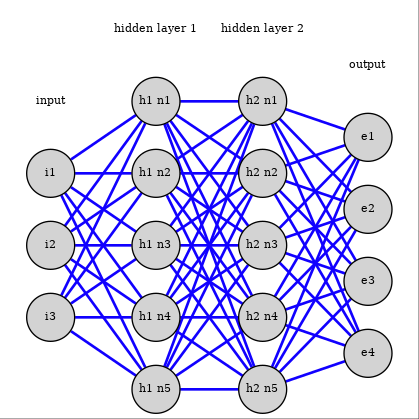 hidden layer 1
hidden layer 2
output
input
h1 n1
h2 n1
e1
i1
h1 n2
h2 n2
e2
i2
h1 n3
h2 n3
e3
i3
h1 n4
h2 n4
e4
h1 n5
h2 n5